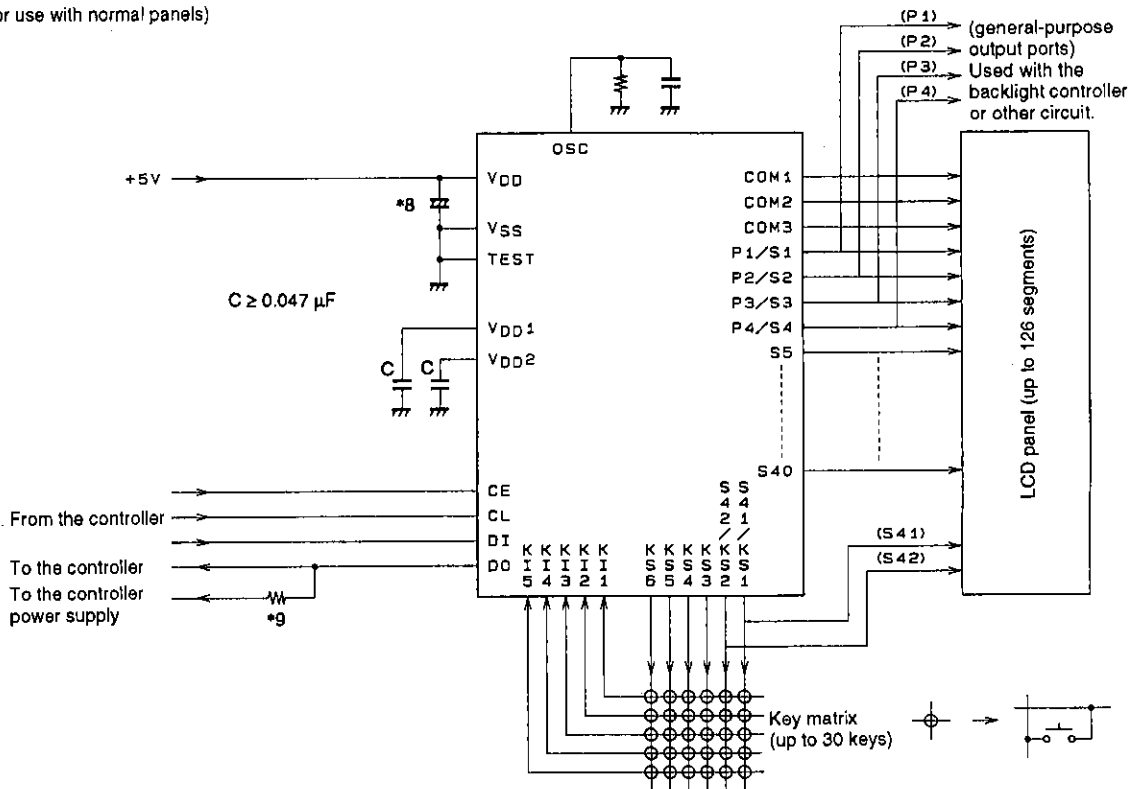 or use with normal panels)
(P1)
(P2)
(P3)
(P4)
(general-purpose
output ports)
Used with the
backlight controller
or other circuit.
OSC
+5V
VDD
*8
VSS
TEST
C ≥ 0.047 µF
VDD1
VDD2
C
C
COM1
COM2
COM3
P1/S1
P2/S2
P3/S3
P4/S4
S5
S40
LCD panel (up to 126 segments)
CE
CL
DI
DO
From the controller
To the controller
To the controller
power supply
*9
KI5
KI4
KI3
KI2
KI1
KS6
KS5
KS4
KS3
S42/KS2
S41/KS1
(S41)
(S42)
Key matrix
(up to 30 keys)